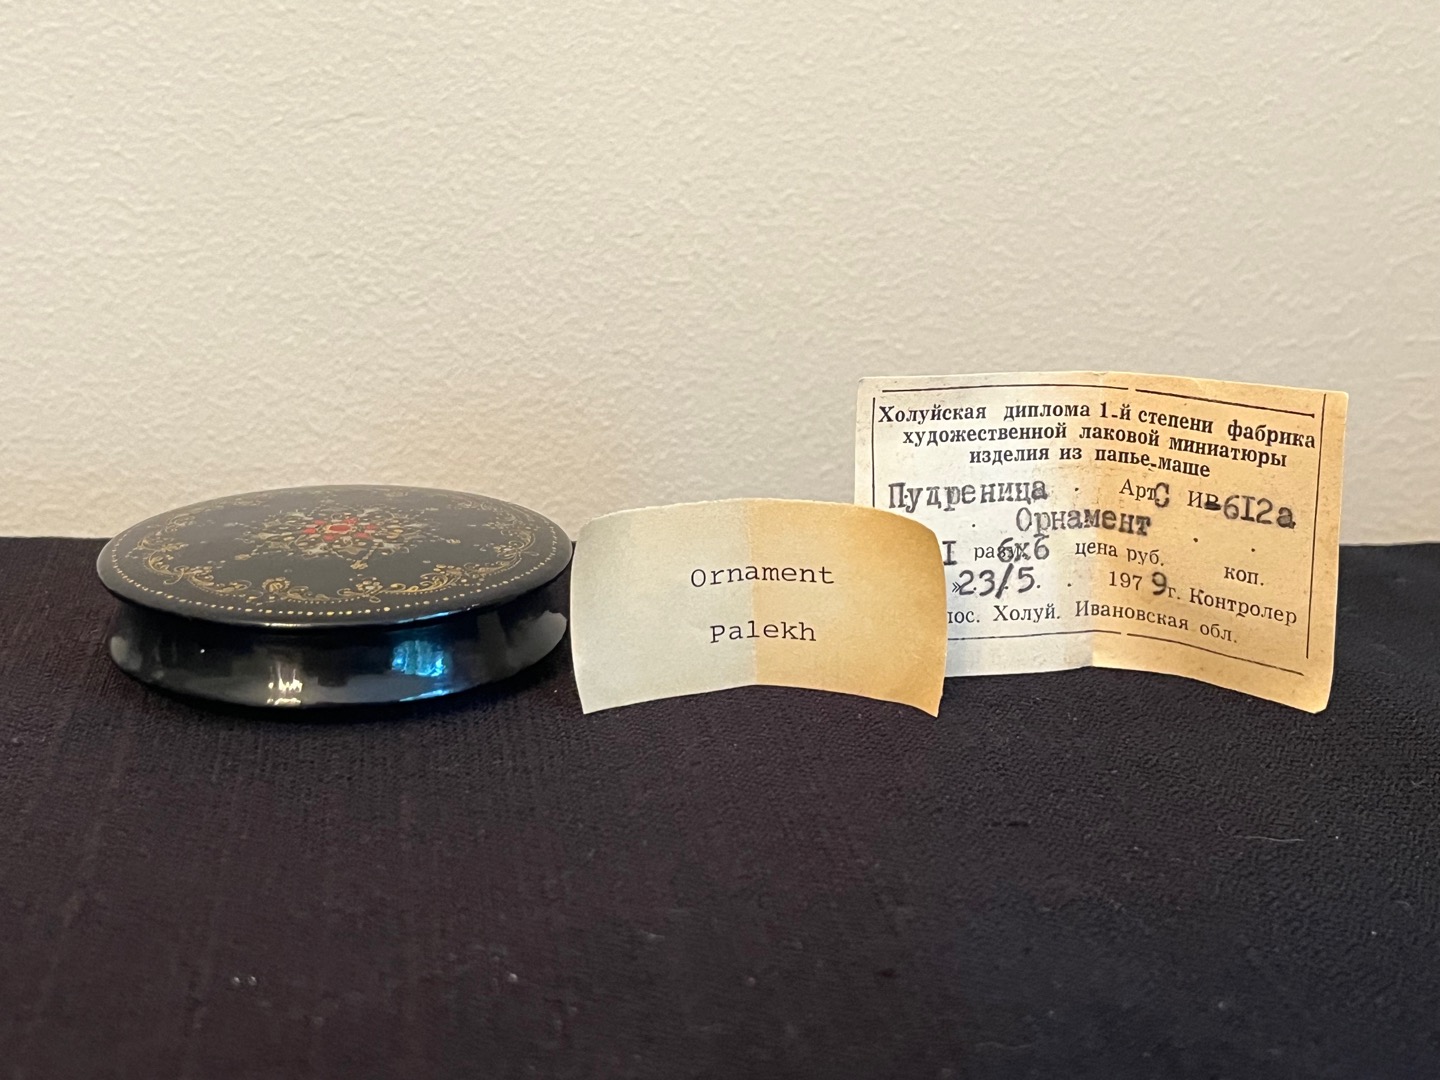 Ornament
Palekh
Холуйская диплома 1-й степени фабрика
художественной лаковой миниатюры
изделия из папье-маше
Пудреница Арт С ИВ-6I2а
Орнамент
I 6х6 цена руб. коп.
» 23/5. 1979г. Контролер
пос. Холуй. Ивановская обл.